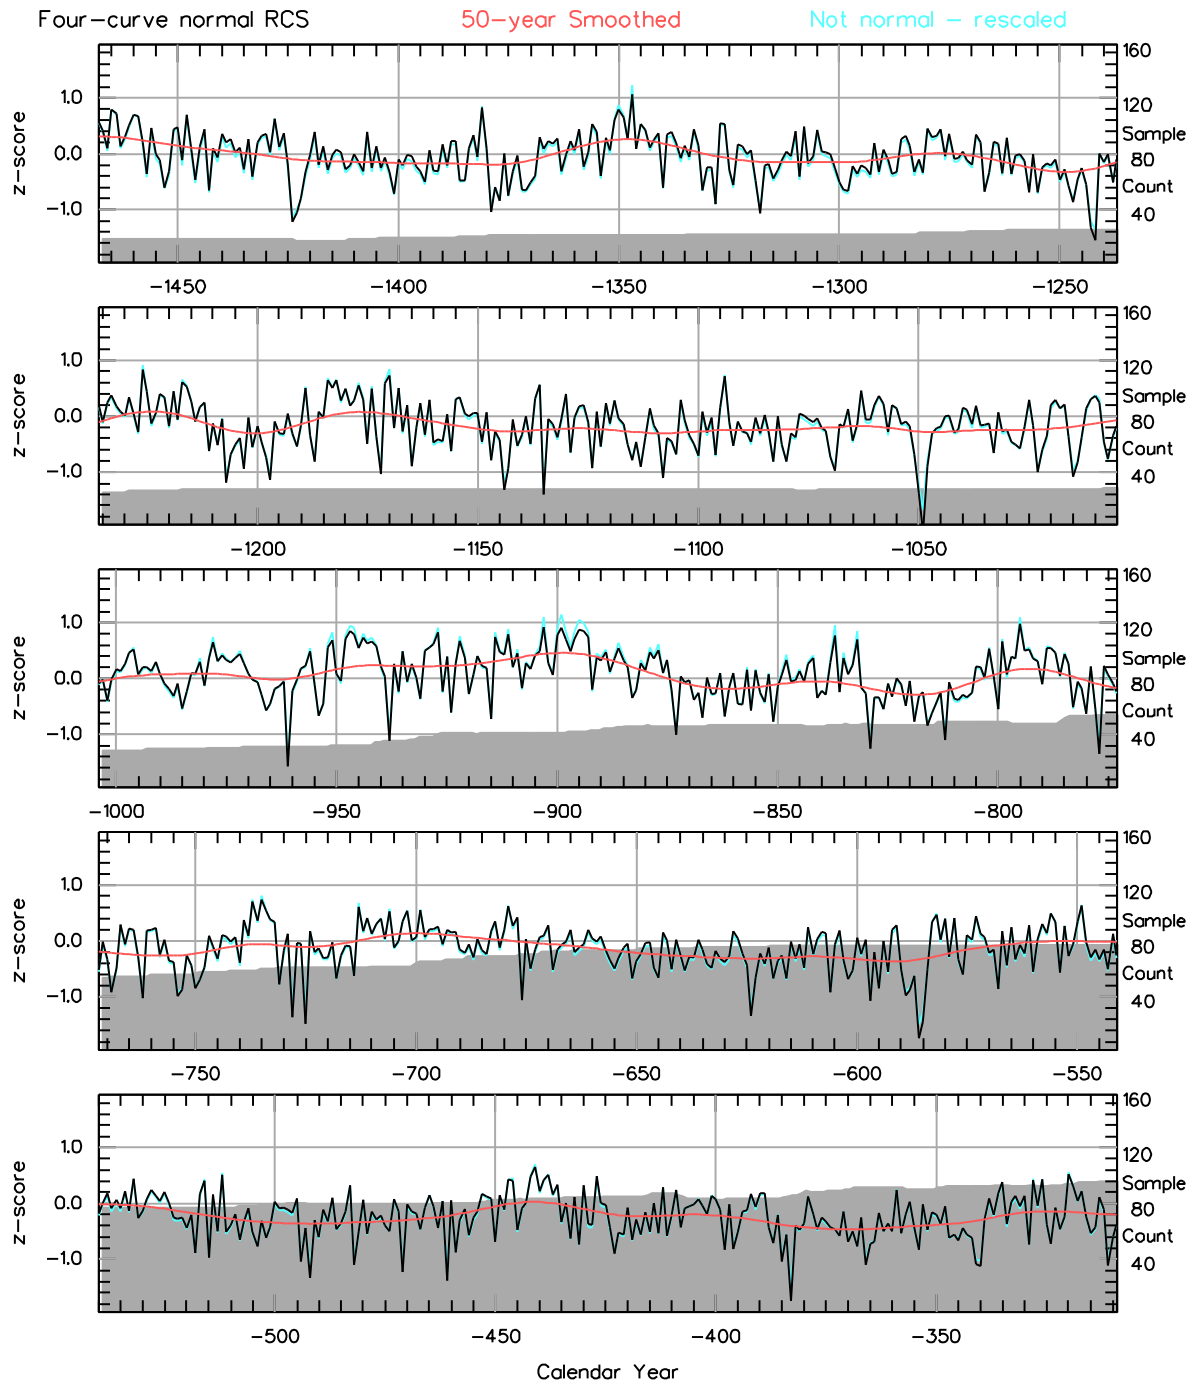 Four-curve normal RCS 50-year Smoothed Not normal - rescaled
160
1.0 120
Sample
0.0 80
Count
-1.0 40
z-score
-1450 -1400 -1350 -1300 -1250
160
1.0 120
Sample
0.0 80
Count
-1.0 40
z-score
-1200 -1150 -1100 -1050
160
1.0 120
Sample
0.0 80
Count
-1.0 40
z-score
-1000 -950 -900 -850 -800
160
1.0 120
Sample
0.0 80
Count
-1.0 40
z-score
-750 -700 -650 -600 -550
160
1.0 120
Sample
0.0 80
Count
-1.0 40
z-score
-500 -450 -400 -350
Calendar Year